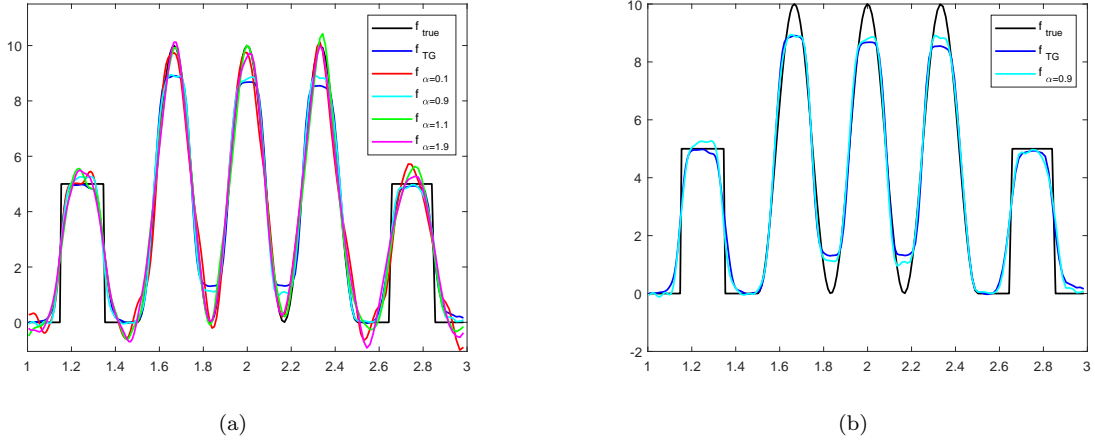 f true
f TG
f α=0.1
f α=0.9
f α=1.1
f α=1.9
10
8
6
4
2
0
1 1.2 1.4 1.6 1.8 2 2.2 2.4 2.6 2.8 3
(a)
f true
f TG
f α=0.9
10
8
6
4
2
0
-2
1 1.2 1.4 1.6 1.8 2 2.2 2.4 2.6 2.8 3
(b)